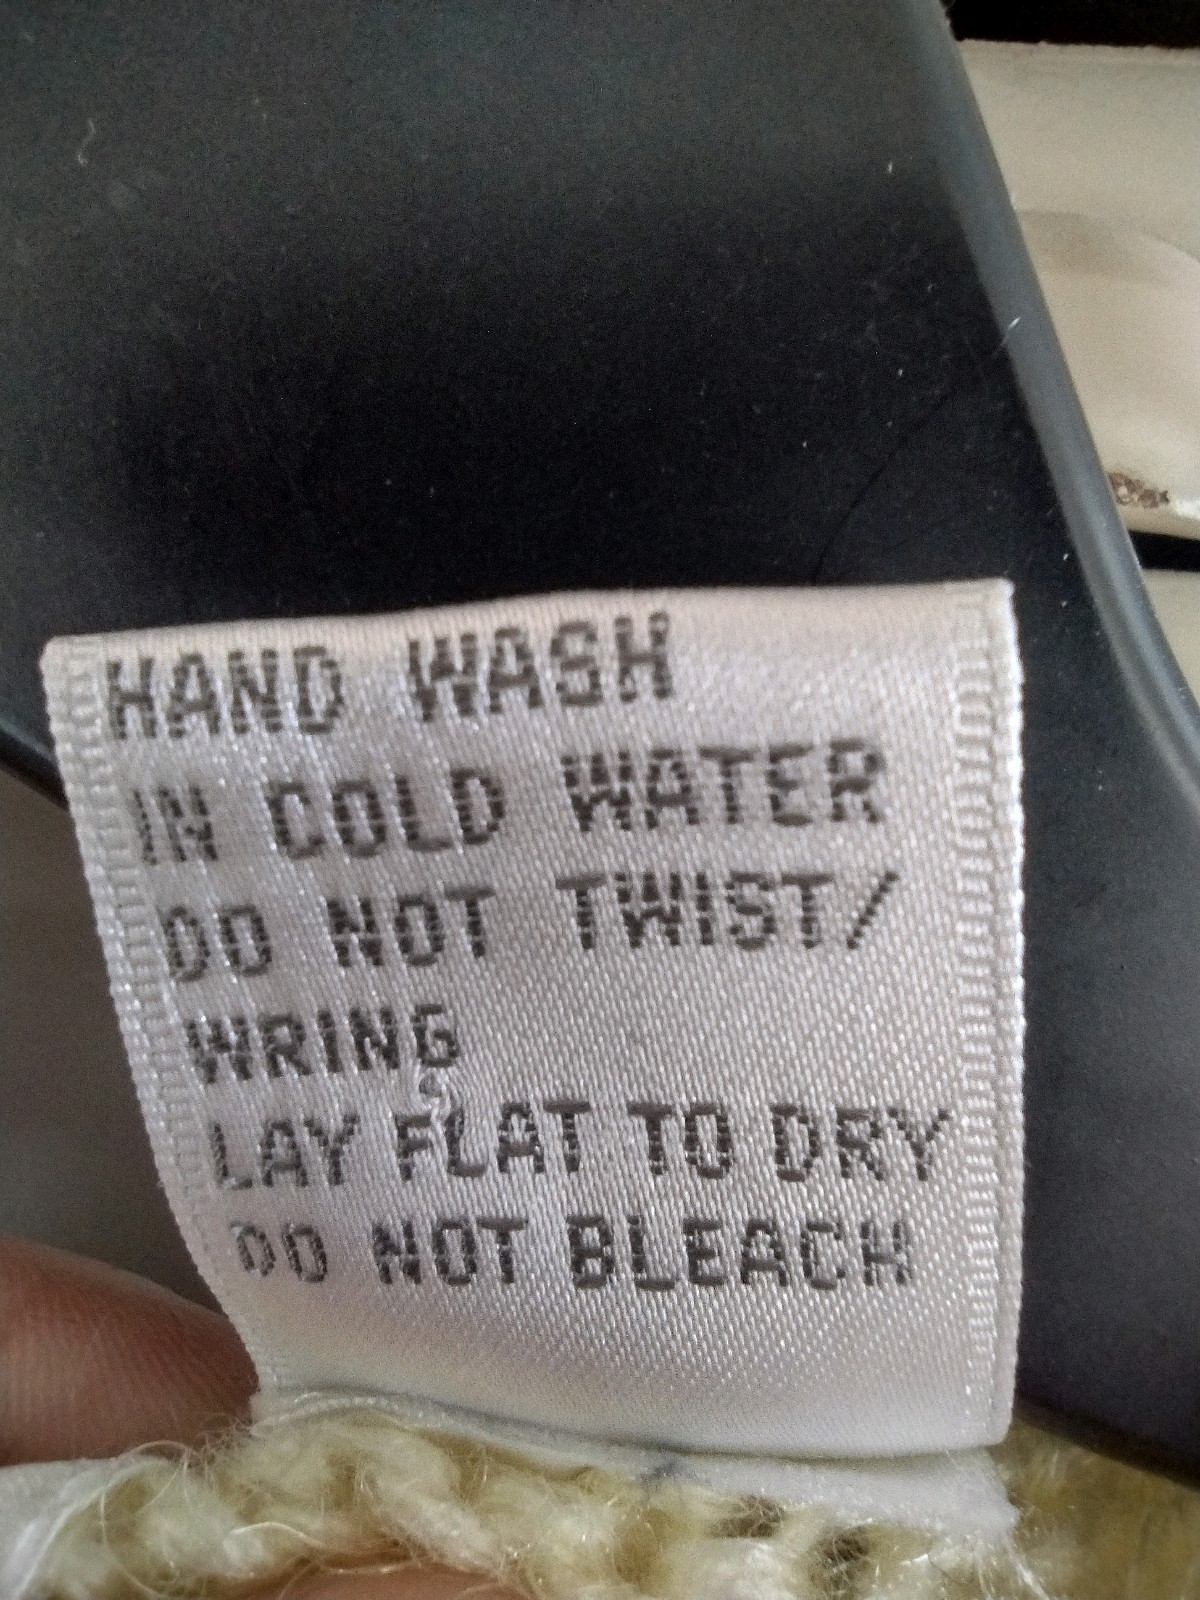 HAND WASH
IN COLD WATER
DO NOT TWIST/
WRING
LAY FLAT TO DRY
DO NOT BLEACH